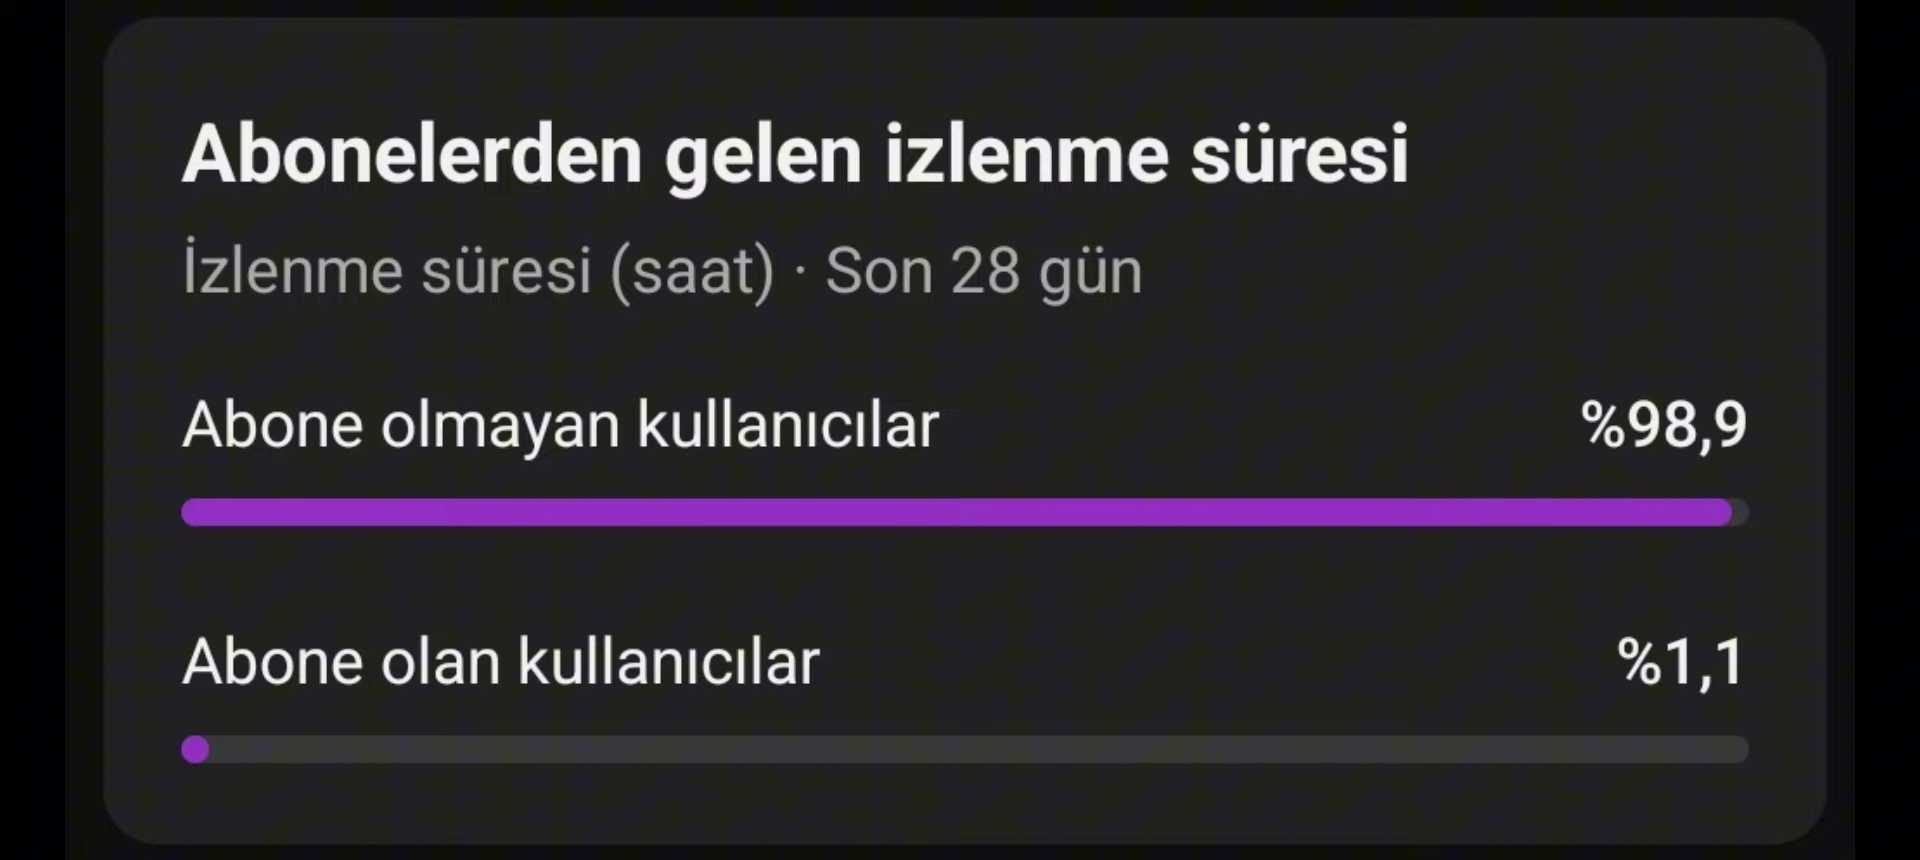 Abonelerden gelen izlenme süresi
İzlenme süresi (saat) · Son 28 gün
Abone olmayan kullanıcılar %98,9
Abone olan kullanıcılar %1,1